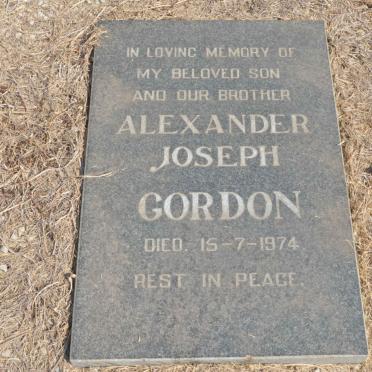 IN LOVING MEMORY OF
MY BELOVED SON
AND OUR BROTHER
ALEXANDER
JOSEPH
GORDON
DIED. 15-7-1974
REST IN PEACE.